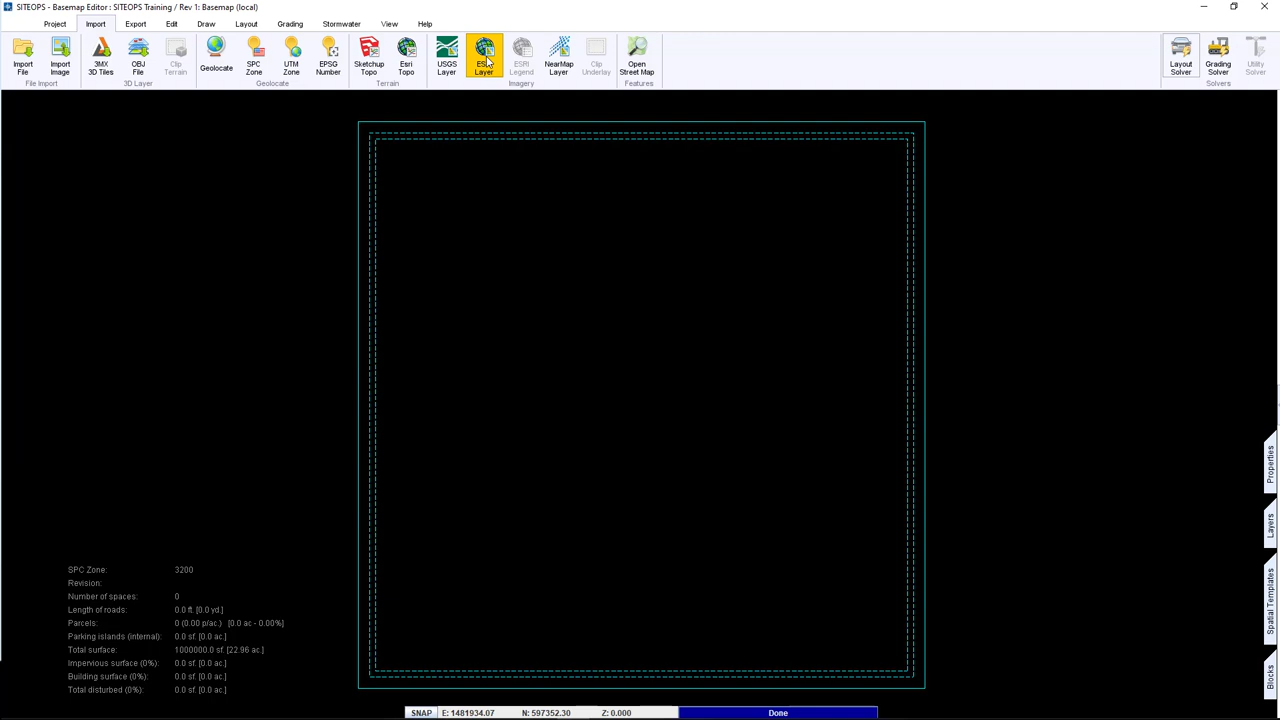 SITEOPS - Basemap Editor : SITEOPS Training / Rev 1: Basemap (local)
Project Import Export Edit Draw Layout Grading Stormwater View Help
Import File
Import Image
3MX 3D Tiles
OBJ File
Clip Terrain
Geolocate
SPC Zone
UTM Zone
EPSG Number
Sketchup Topo
Esri Topo
USGS Layer
Layer
ESRI Legend
NearMap Layer
Clip Underlay
Open Street Map
Layout Solver
Grading Solver
Utility Solver
File Import 3D Layer Geolocate Terrain Imagery Features Solvers
Properties
Layers
Spatial Templates
Blocks
SPC Zone: 3200
Revision:
Number of spaces: 0
Length of roads: 0.0 ft. [0.0 yd.]
Parcels: 0 (0.00 p/ac.) [0.0 ac - 0.00%]
Parking islands (internal): 0.0 sf. [0.0 ac.]
Total surface: 1000000.0 sf. [22.96 ac.]
Impervious surface (0%): 0.0 sf. [0.0 ac.]
Building surface (0%): 0.0 sf. [0.0 ac.]
Total disturbed (0%): 0.0 sf. [0.0 ac.]
SNAP E: 1481934.07 N: 597352.30 Z: 0.000 Done